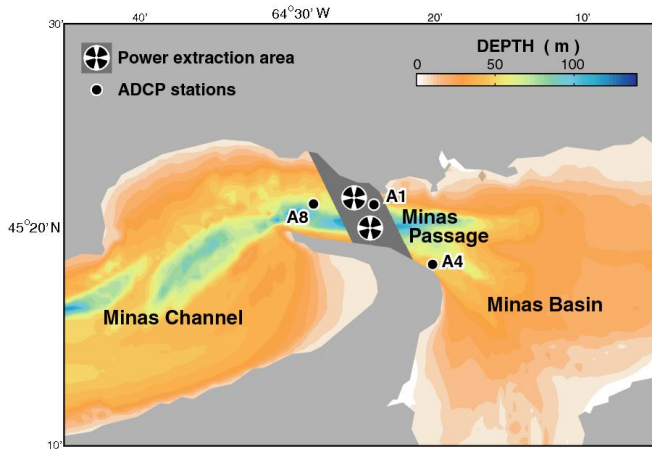 40'
64°30' W
20'
10'
30'
Power extraction area
ADCP stations
DEPTH ( m )
0 50 100
A1
A8
Minas
Passage
45°20' N
A4
Minas Channel
Minas Basin
10'